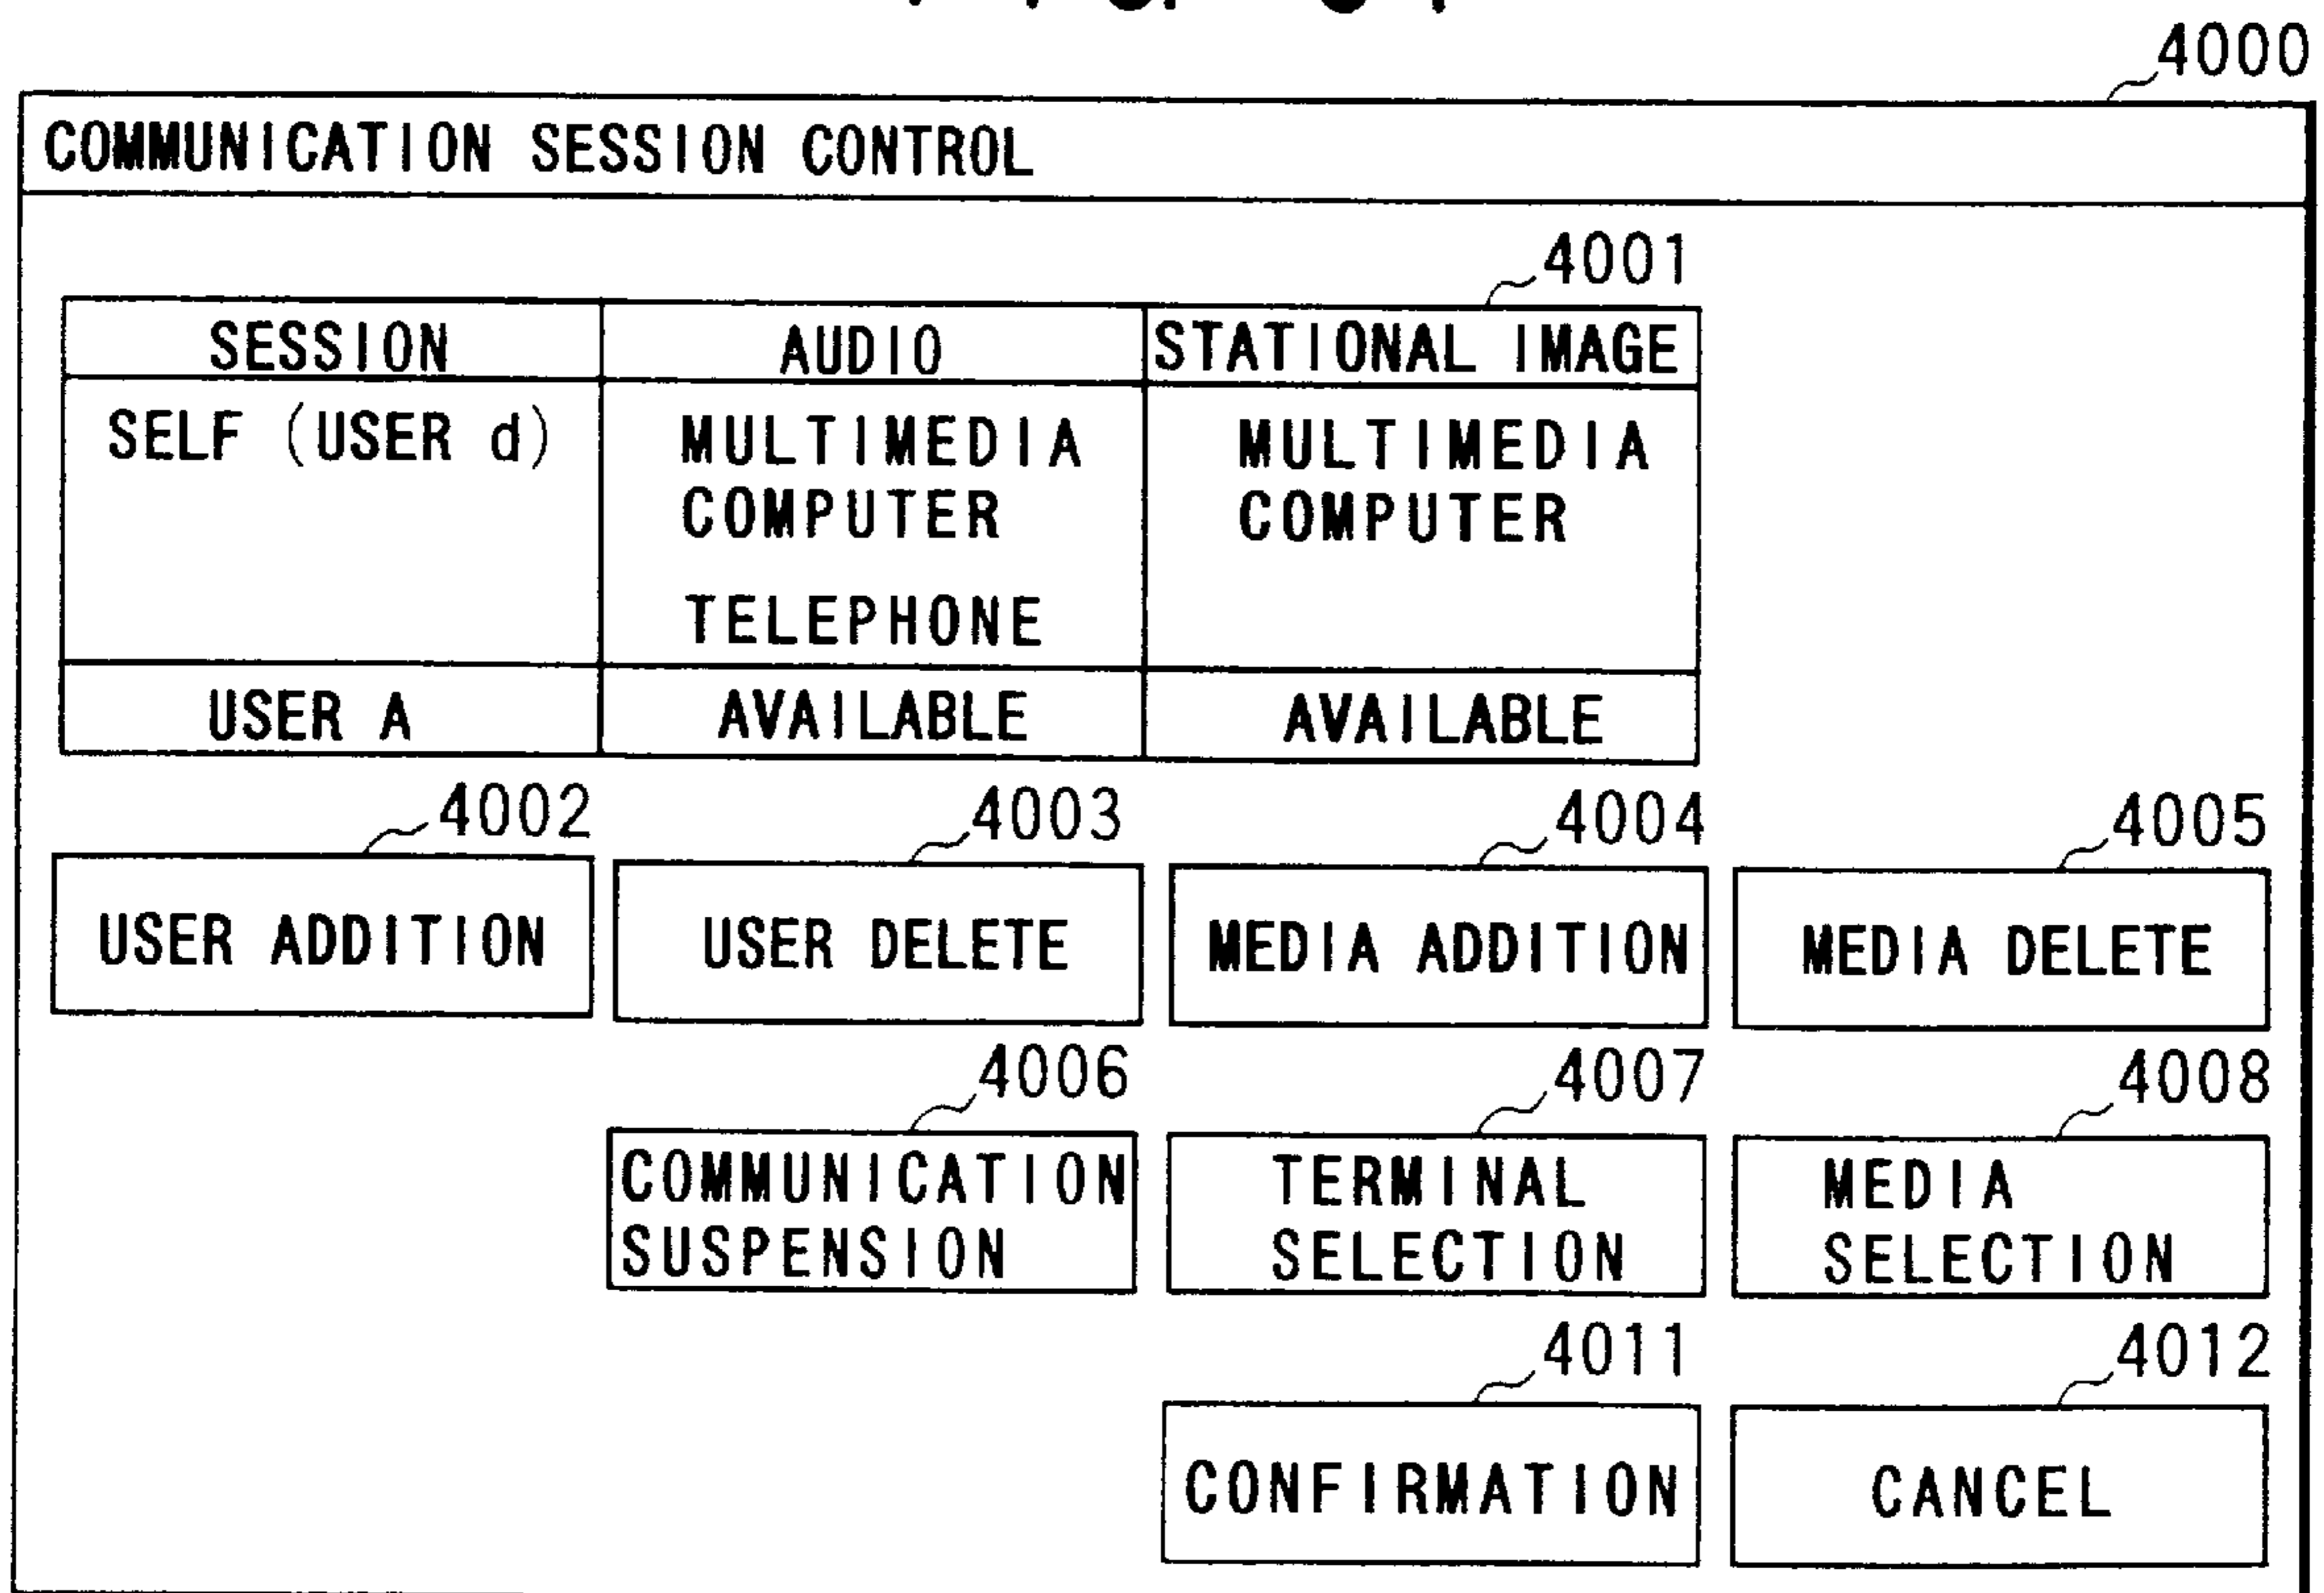 4000
COMMUNICATION SESSION CONTROL
4001
SESSION AUDIO STATIONAL IMAGE
SELF (USER d) MULTIMEDIA MULTIMEDIA
COMPUTER COMPUTER
TELEPHONE
USER A AVAILABLE AVAILABLE
4002 4003 4004 4005
USER ADDITION USER DELETE MEDIA ADDITION MEDIA DELETE
4006 4007 4008
COMMUNICATION TERMINAL MEDIA
SUSPENSION SELECTION SELECTION
4011 4012
CONFIRMATION CANCEL